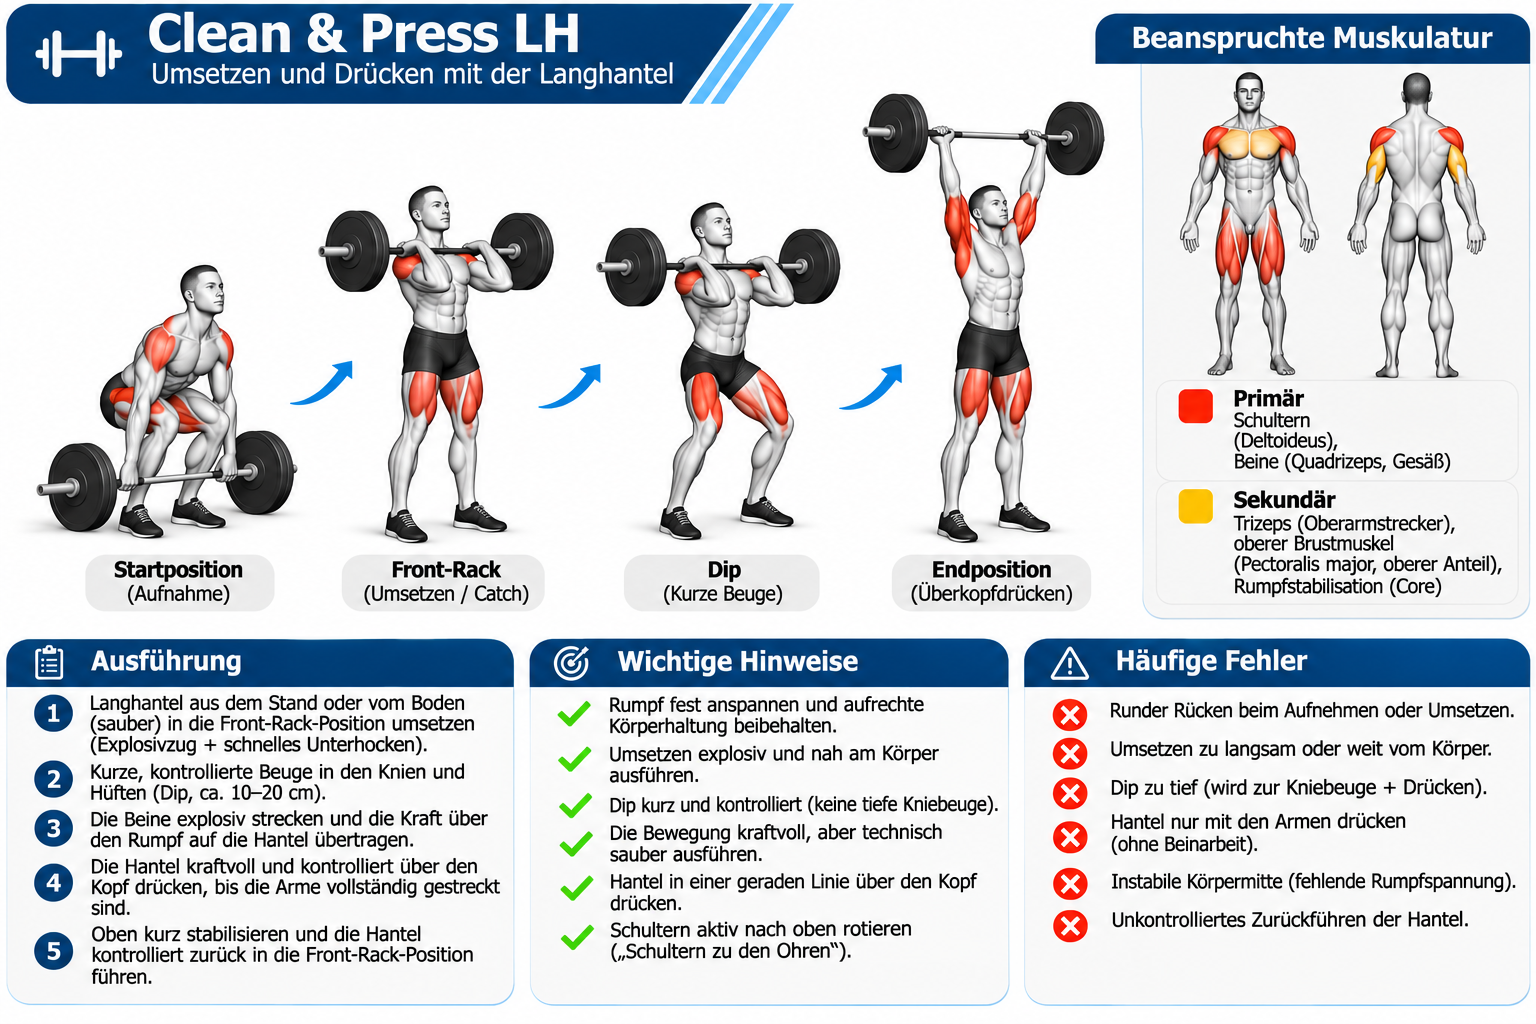 Clean & Press LH
Umsetzen und Drücken mit der Langhantel
Beanspruchte Muskulatur
Startposition
(Aufnahme)
Front-Rack
(Umsetzen / Catch)
Dip
(Kurze Beuge)
Endposition
(Überkopfdrücken)
Primär
Schultern
(Deltoideus),
Beine (Quadrizeps, Gesäß)
Sekundär
Trizeps (Oberarmstrecker),
oberer Brustmuskel
(Pectoralis major, oberer Anteil),
Rumpfstabilisation (Core)
Ausführung
1 Langhantel aus dem Stand oder vom Boden
(sauber) in die Front-Rack-Position umsetzen
(Explosivzug + schnelles Unterhocken).
2 Kurze, kontrollierte Beuge in den Knien und
Hüften (Dip, ca. 10–20 cm).
3 Die Beine explosiv strecken und die Kraft über
den Rumpf auf die Hantel übertragen.
4 Die Hantel kraftvoll und kontrolliert über den
Kopf drücken, bis die Arme vollständig gestreckt
sind.
5 Oben kurz stabilisieren und die Hantel
kontrolliert zurück in die Front-Rack-Position
führen.
Wichtige Hinweise
Rumpf fest anspannen und aufrechte
Körperhaltung beibehalten.
Umsetzen explosiv und nah am Körper
ausführen.
Dip kurz und kontrolliert (keine tiefe Kniebeuge).
Die Bewegung kraftvoll, aber technisch
sauber ausführen.
Hantel in einer geraden Linie über den Kopf
drücken.
Schultern aktiv nach oben rotieren
(„Schultern zu den Ohren“).
Häufige Fehler
Runder Rücken beim Aufnehmen oder Umsetzen.
Umsetzen zu langsam oder weit vom Körper.
Dip zu tief (wird zur Kniebeuge + Drücken).
Hantel nur mit den Armen drücken
(ohne Beinarbeit).
Instabile Körpermitte (fehlende Rumpfspannung).
Unkontrolliertes Zurückführen der Hantel.